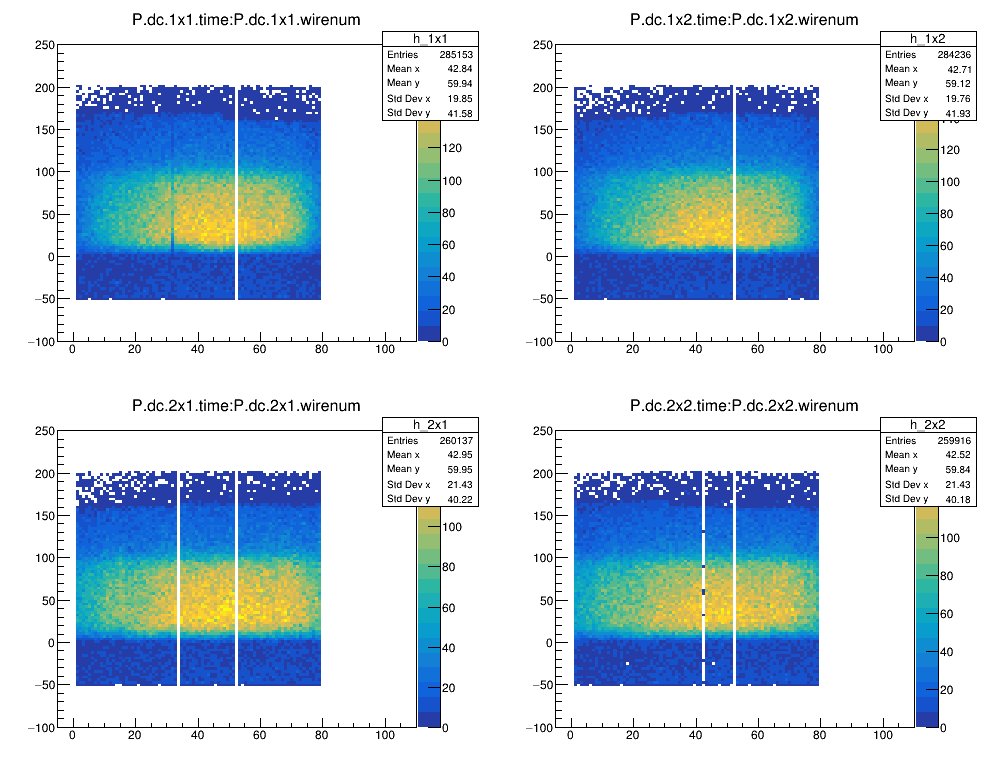 P.dc.1x1.time:P.dc.1x1.wirenum
h_1x1
Entries 285153
Mean x 42.84
Mean y 59.94
Std Dev x 19.85
Std Dev y 41.58
250
200
150
100
50
0
−50
−100
0 20 40 60 80 100
120
100
80
60
40
20
0
P.dc.1x2.time:P.dc.1x2.wirenum
h_1x2
Entries 284236
Mean x 42.71
Mean y 59.12
Std Dev x 19.76
Std Dev y 41.93
250
200
150
100
50
0
−50
−100
0 20 40 60 80 100
140
120
100
80
60
40
20
0
P.dc.2x1.time:P.dc.2x1.wirenum
h_2x1
Entries 260137
Mean x 42.95
Mean y 59.95
Std Dev x 21.43
Std Dev y 40.22
250
200
150
100
50
0
−50
−100
0 20 40 60 80 100
100
80
60
40
20
0
P.dc.2x2.time:P.dc.2x2.wirenum
h_2x2
Entries 259916
Mean x 42.52
Mean y 59.84
Std Dev x 21.43
Std Dev y 40.18
250
200
150
100
50
0
−50
−100
0 20 40 60 80 100
100
80
60
40
20
0